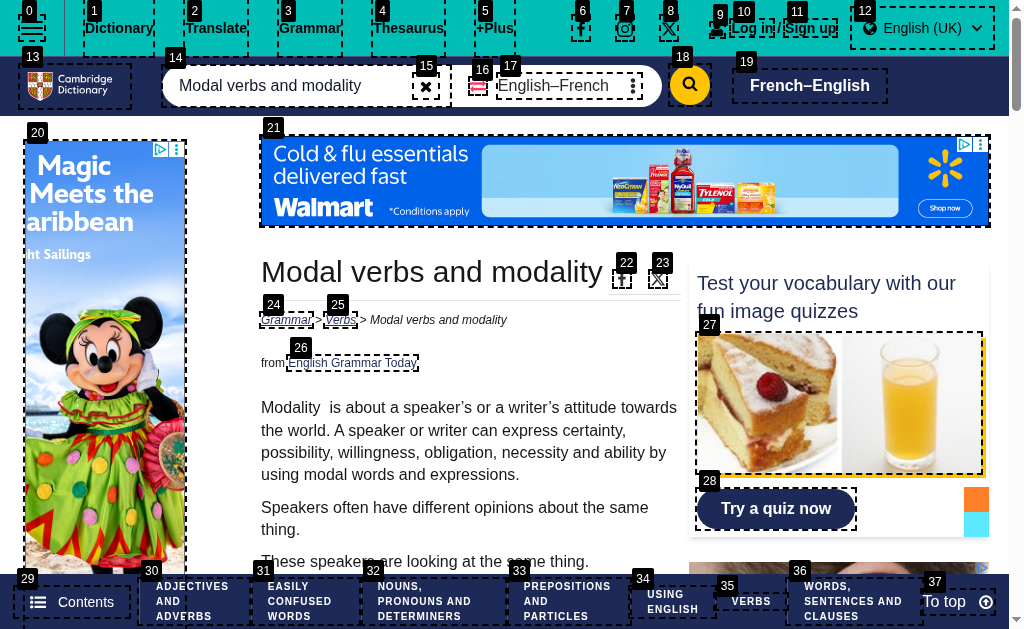 0 1 2 3 4 5 6 7 8 9 10 11 12
Dictionary Translate Grammar Thesaurus +Plus Log in / Sign up English (UK)
13 14 15 16 17 18 19
Cambridge
Dictionary
Modal verbs and modality English–French French–English
20 21
Magic
Meets the
aribbean
ht Sailings
Cold & flu essentials
delivered fast
Walmart *Conditions apply
NEOCITRAN TYLENOL NyQuil TYLENOL emergen-C
Shop now
22 23
Modal verbs and modality
24 25
Grammar > Verbs > Modal verbs and modality
26
from English Grammar Today
Modality is about a speaker’s or a writer’s attitude towards
the world. A speaker or writer can express certainty,
possibility, willingness, obligation, necessity and ability by
using modal words and expressions.
Speakers often have different opinions about the same
thing.
These speakers are looking at the same thing.
Test your vocabulary with our
fun image quizzes
27
28
Try a quiz now
29 30 31 32 33 34 35 36 37
Contents
ADJECTIVES
AND
ADVERBS
EASILY
CONFUSED
WORDS
NOUNS,
PRONOUNS AND
DETERMINERS
PREPOSITIONS
AND
PARTICLES
USING
ENGLISH
VERBS
WORDS,
SENTENCES AND
CLAUSES
To top